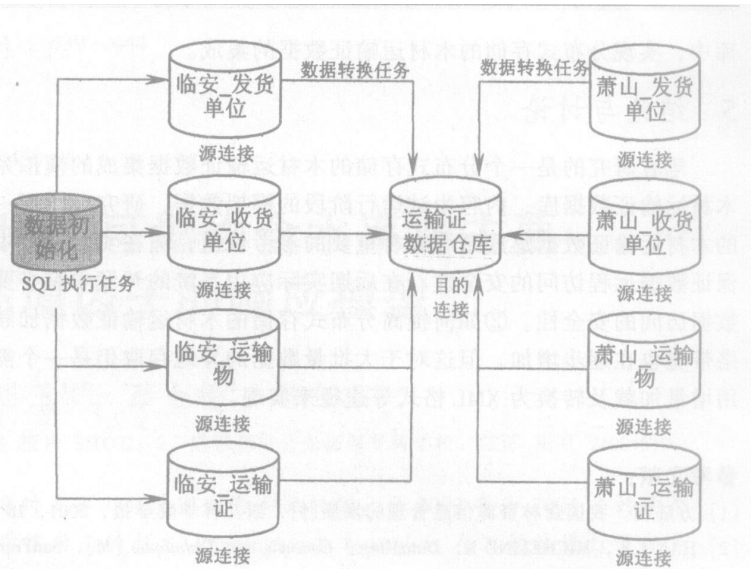 临安_发货
单位
源连接
数据转换任务
数据转换任务
萧山_发货
单位
源连接
数据初
始化
SQL 执行任务
临安_收货
单位
源连接
运输证_
数据仓库
目的
连接
萧山_收货
单位
源连接
临安_运输
物
源连接
萧山_运输
物
源连接
临安_运输
证
源连接
萧山_运输
证
源连接